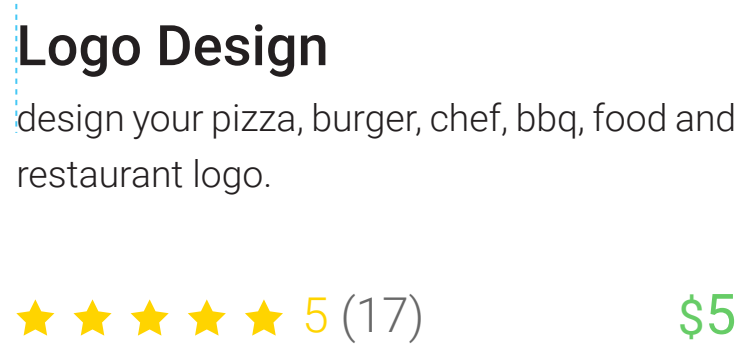 Logo Design
design your pizza, burger, chef, bbq, food and
restaurant logo.
5 (17) $5